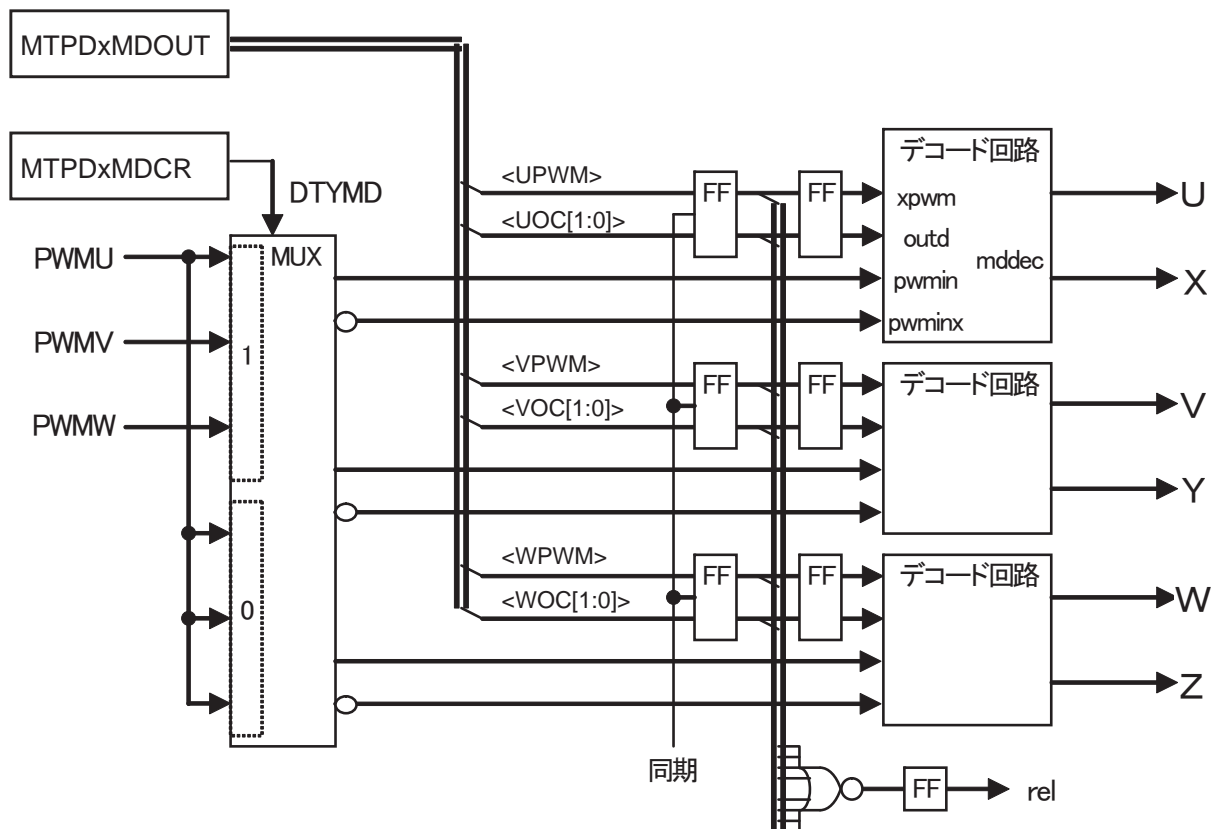 MTPDxMDOUT
MTPDxMDCR
DTYMD
MUX
PWMU
PWMV
PWMW
1
0
<UPWM>
<UOC[1:0]>
FF
FF
デコード回路
xpwm
outd
mddec
pwmin
pwminx
U
X
<VPWM>
<VOC[1:0]>
FF
FF
デコード回路
V
Y
<WPWM>
<WOC[1:0]>
FF
FF
デコード回路
W
Z
同期
FF
rel